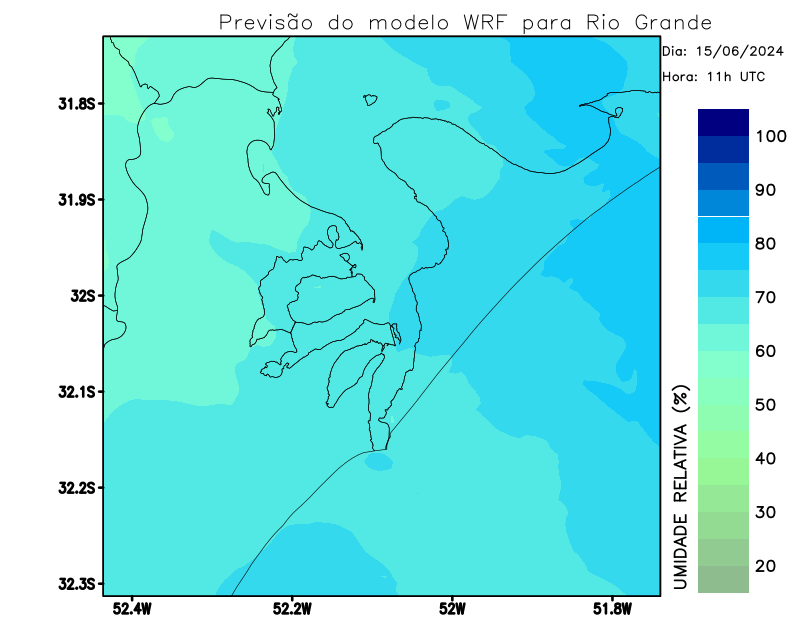 Previsão do modelo WRF para Rio Grande
Dia: 15/06/2024
Hora: 11h UTC
31.8S
31.9S
32S
32.1S
32.2S
32.3S
52.4W
52.2W
52W
51.8W
100
90
80
70
60
50
40
30
20
UMIDADE RELATIVA (%)